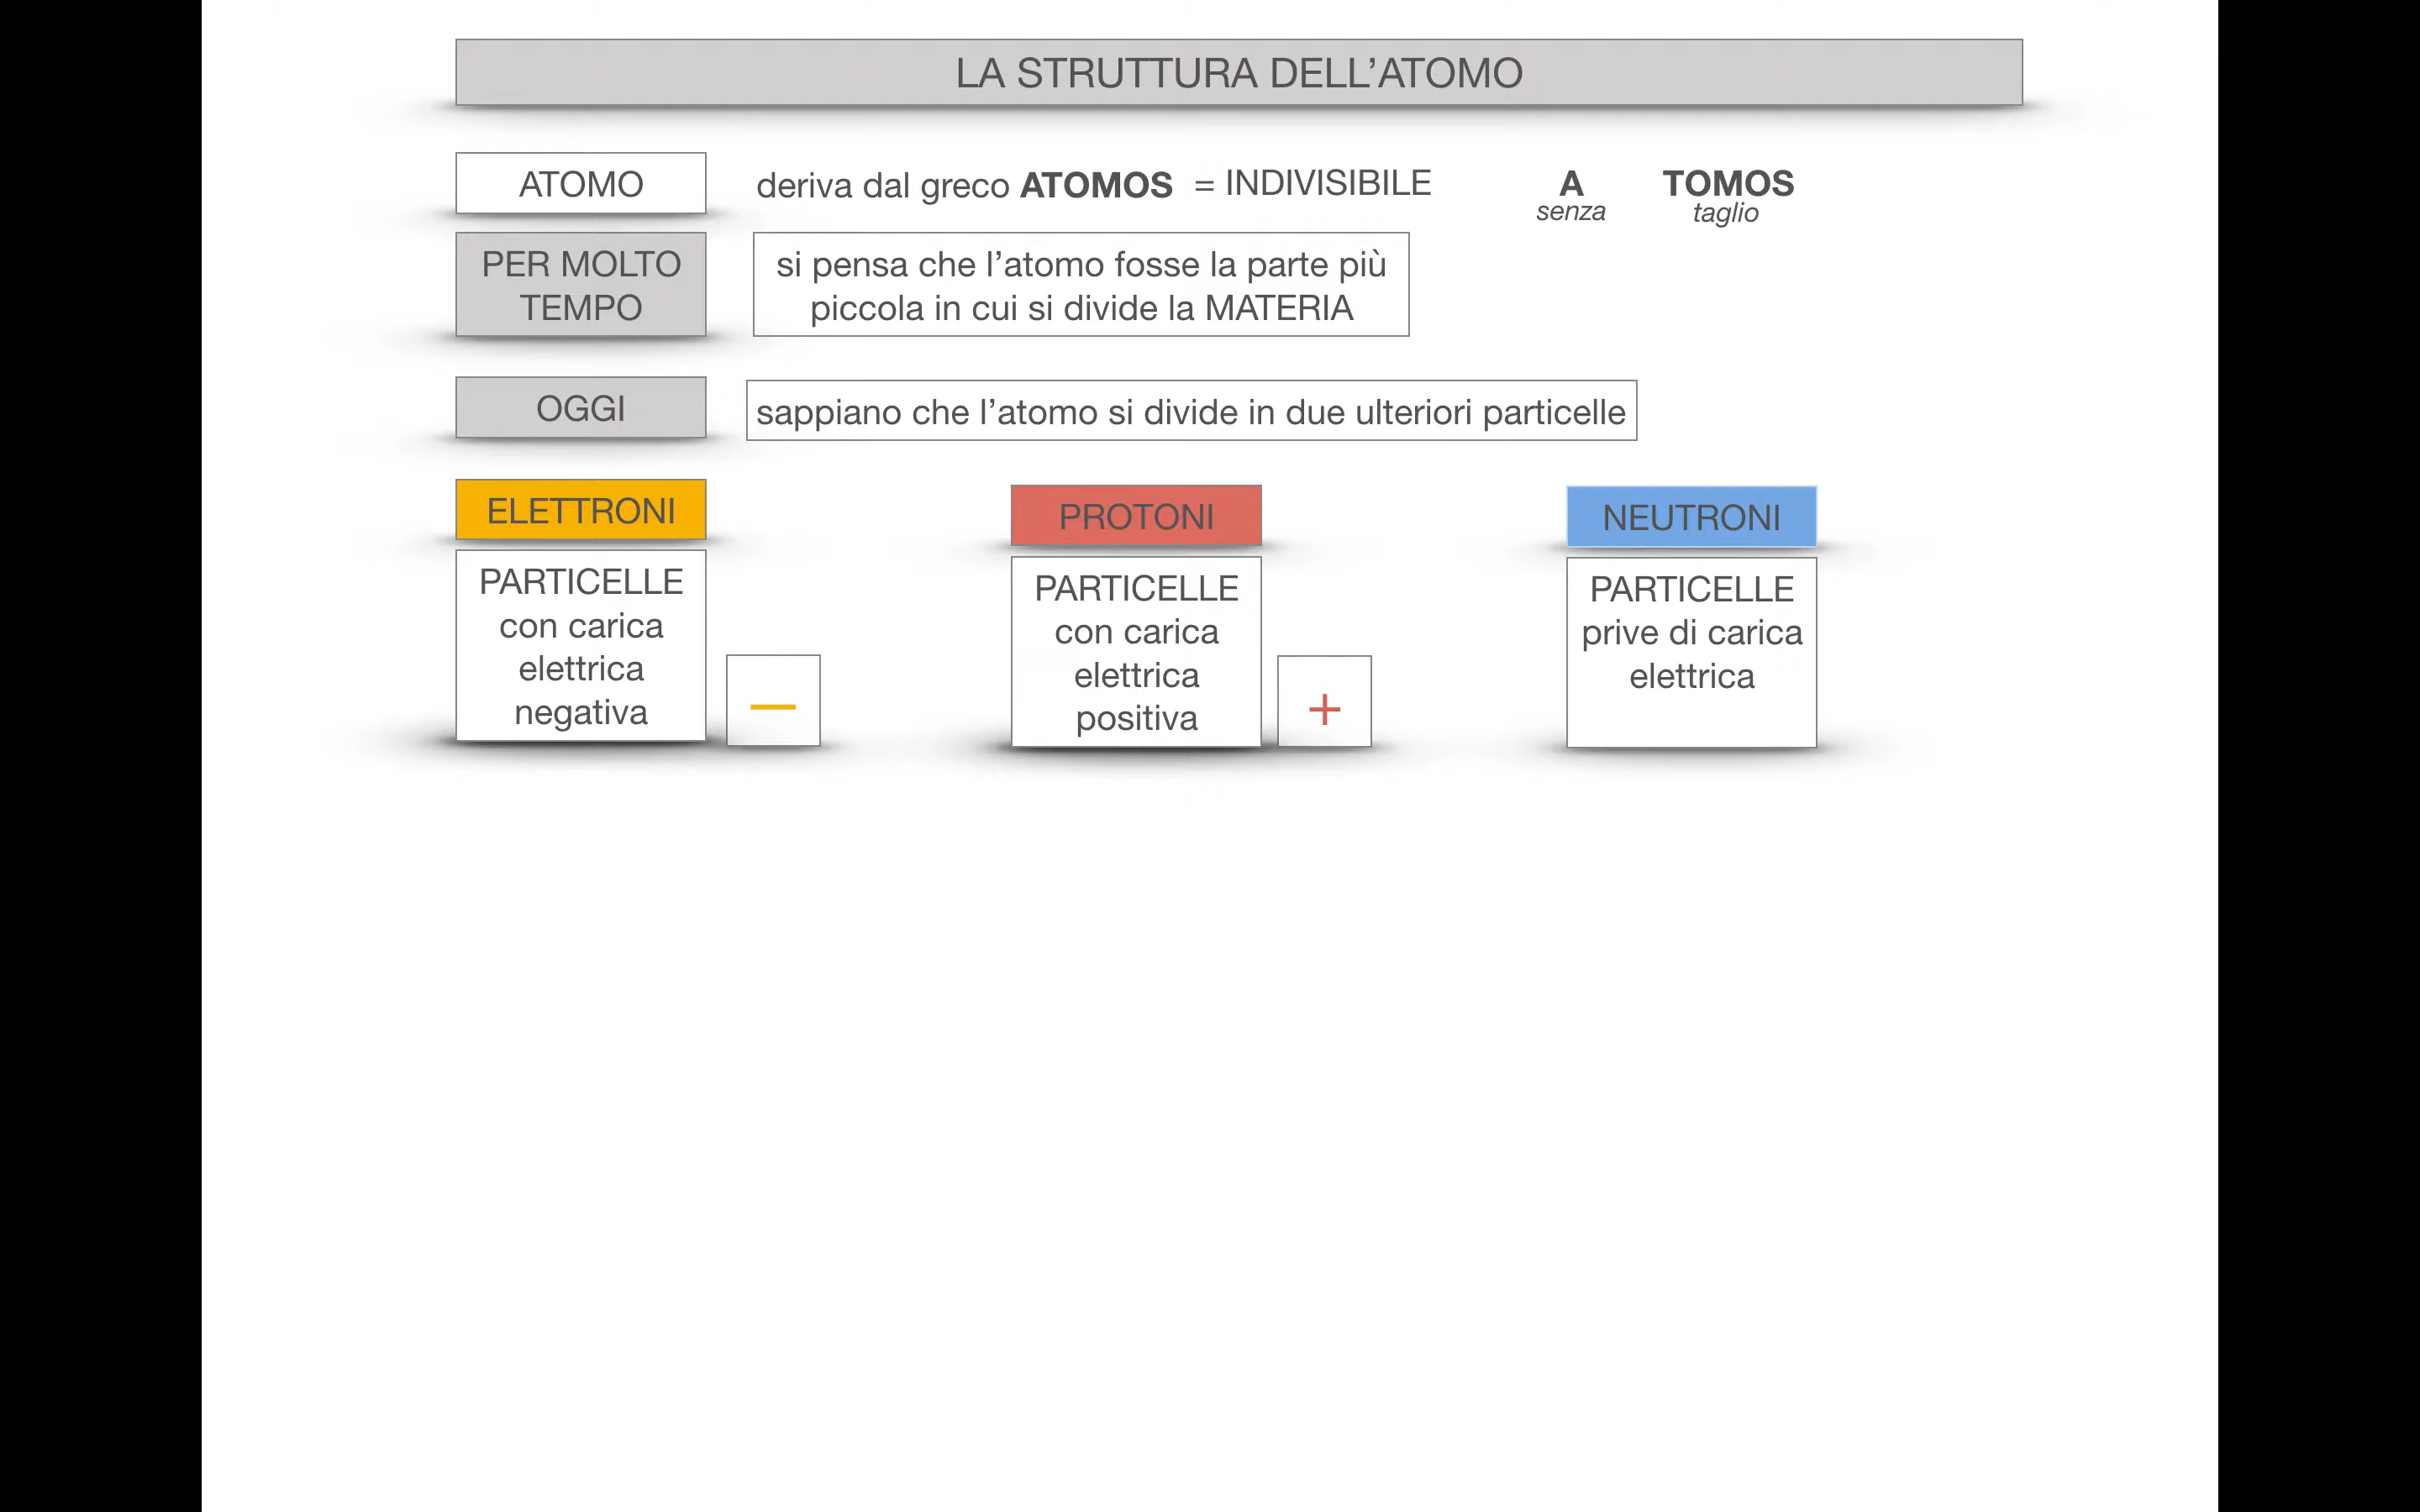 LA STRUTTURA DELL’ATOMO
ATOMO
deriva dal greco ATOMOS = INDIVISIBILE
A TOMOS
senza taglio
PER MOLTO
TEMPO
si pensa che l’atomo fosse la parte più
piccola in cui si divide la MATERIA
OGGI
sappiano che l’atomo si divide in due ulteriori particelle
ELETTRONI
PARTICELLE
con carica
elettrica
negativa
—
PROTONI
PARTICELLE
con carica
elettrica
positiva
+
NEUTRONI
PARTICELLE
prive di carica
elettrica